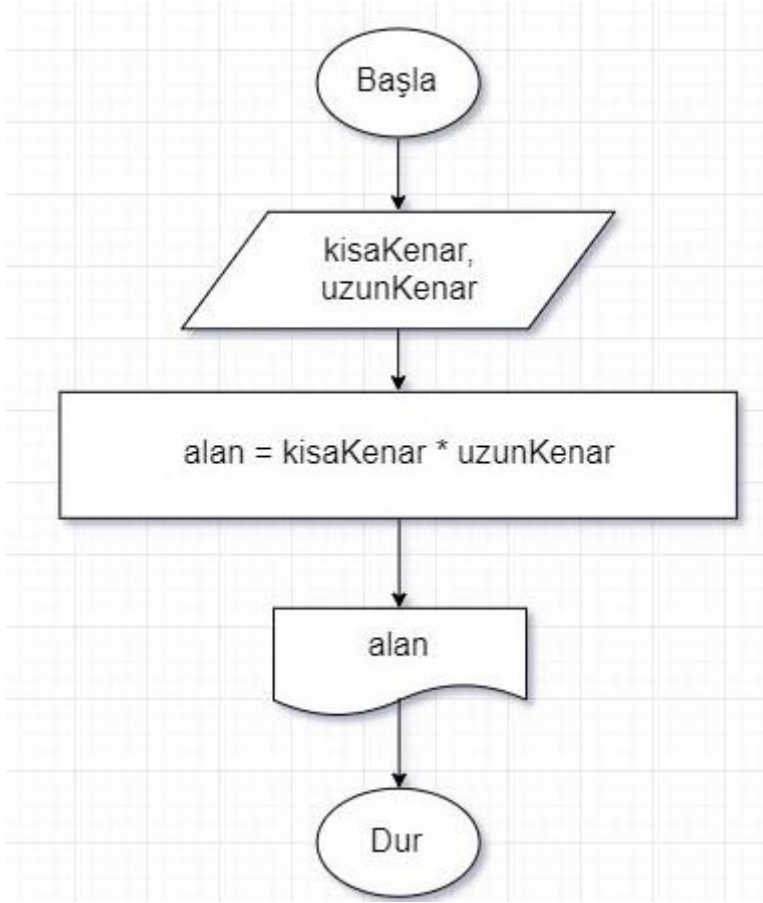 Başla
kisaKenar,
uzunKenar
alan = kisaKenar * uzunKenar
alan
Dur